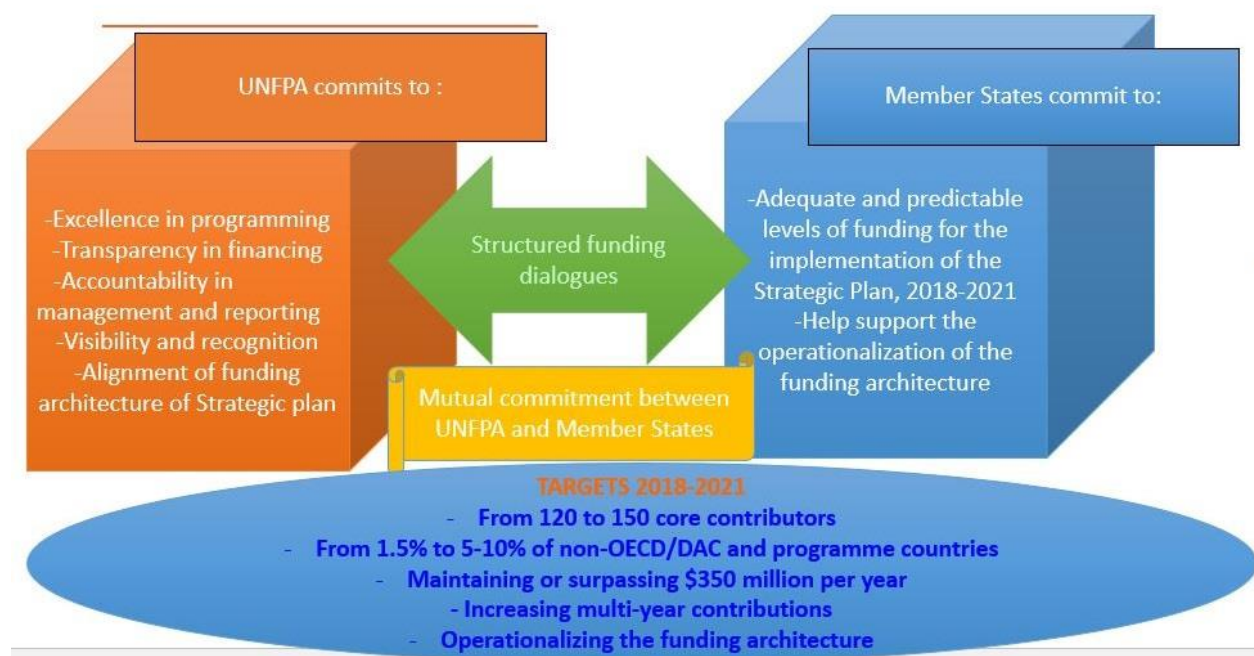 UNFPA commits to :
-Excellence in programming
-Transparency in financing
-Accountability in
management and reporting
-Visibility and recognition
-Alignment of funding
architecture of Strategic plan
Structured funding
dialogues
Mutual commitment between
UNFPA and Member States
Member States commit to:
-Adequate and predictable
levels of funding for the
implementation of the
Strategic Plan, 2018-2021
-Help support the
operationalization of the
funding architecture
TARGETS 2018-2021
- From 120 to 150 core contributors
- From 1.5% to 5-10% of non-OECD/DAC and programme countries
- Maintaining or surpassing $350 million per year
- Increasing multi-year contributions
- Operationalizing the funding architecture